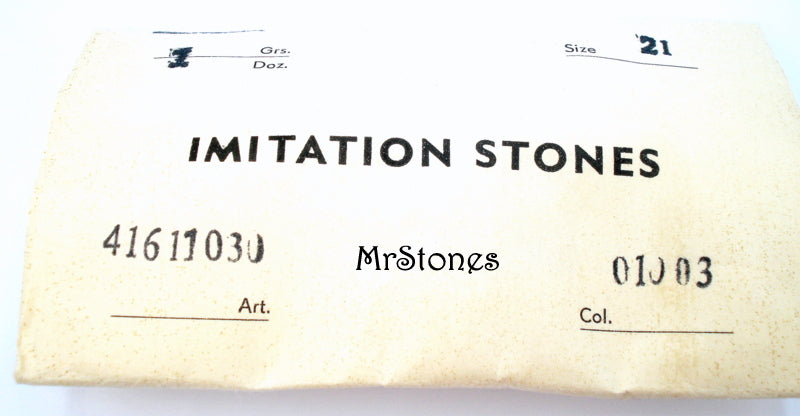 1 Grs.
Doz.
Size 21
IMITATION STONES
41611030
MrStones
01003
Art.
Col.